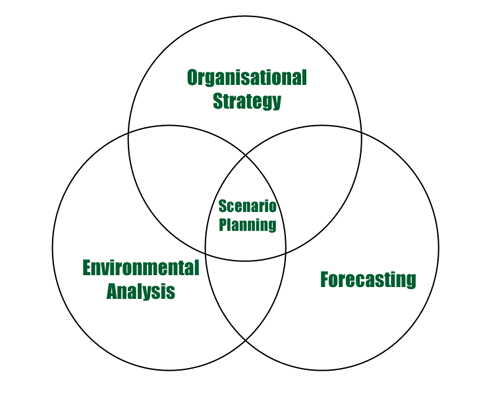 Organisational
Strategy
Scenario
Planning
Environmental
Analysis
Forecasting